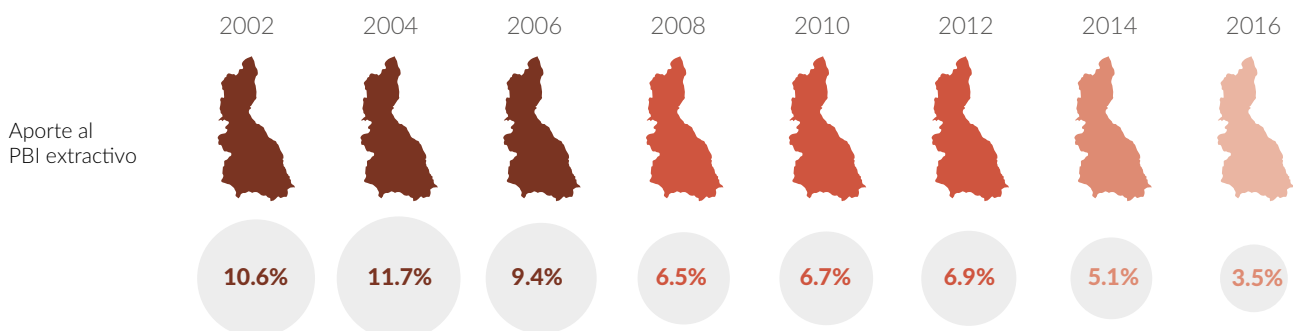 2002 2004 2006 2008 2010 2012 2014 2016
Aporte al
PBI extractivo
10.6% 11.7% 9.4% 6.5% 6.7% 6.9% 5.1% 3.5%